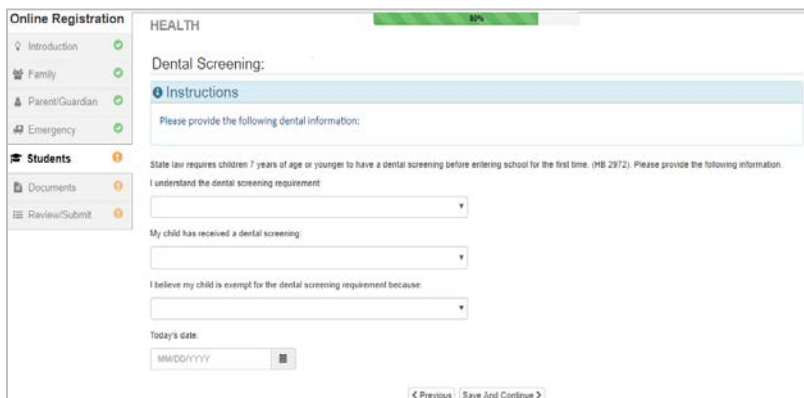 Online Registration
Introduction
Family
Parent/Guardian
Emergency
Students
Documents
Review/Submit
HEALTH
80%
Dental Screening:
Instructions
Please provide the following dental information:
State law requires children 7 years of age or younger to have a dental screening before entering school for the first time. (HB 2972). Please provide the following information.
I understand the dental screening requirement:
My child has received a dental screening:
I believe my child is exempt for the dental screening requirement because:
Today's date:
MM/DD/YYYY
Previous Save And Continue